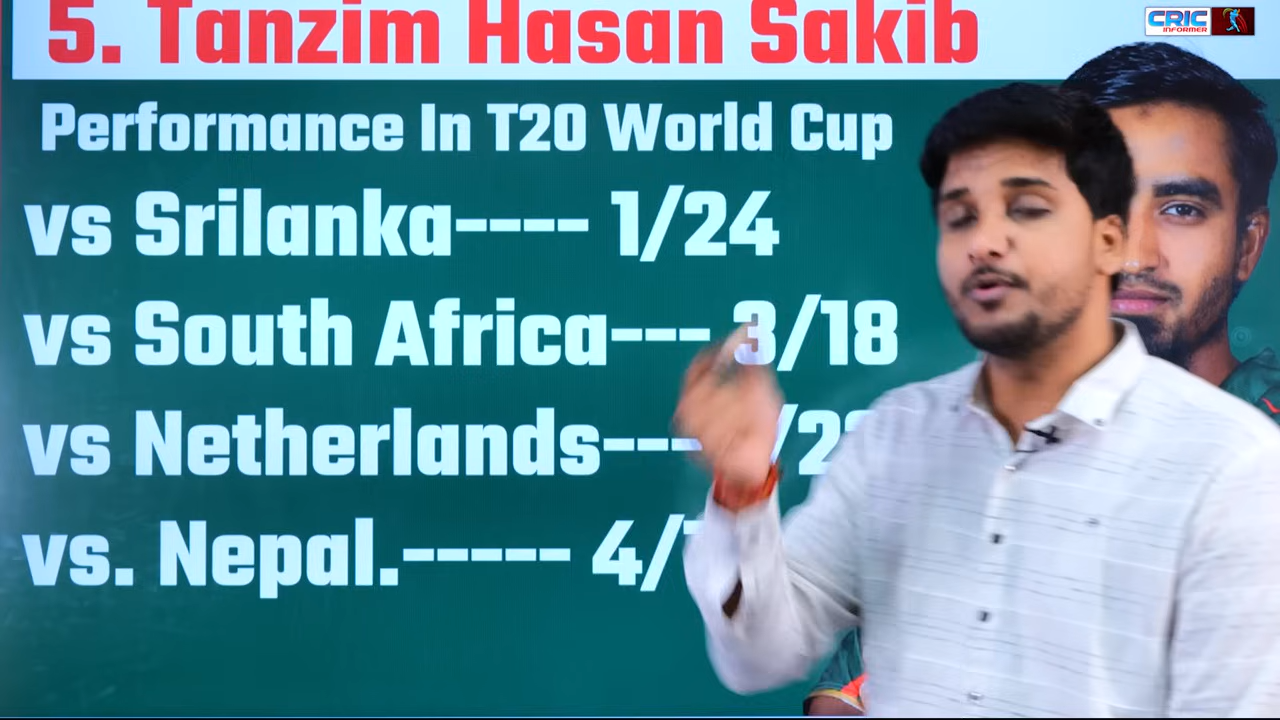 CRIC
INFORMER
5. Tanzim Hasan Sakib
Performance In T20 World Cup
vs Srilanka---- 1/24
vs South Africa--- 3/18
vs Netherlands---
vs. Nepal.-----